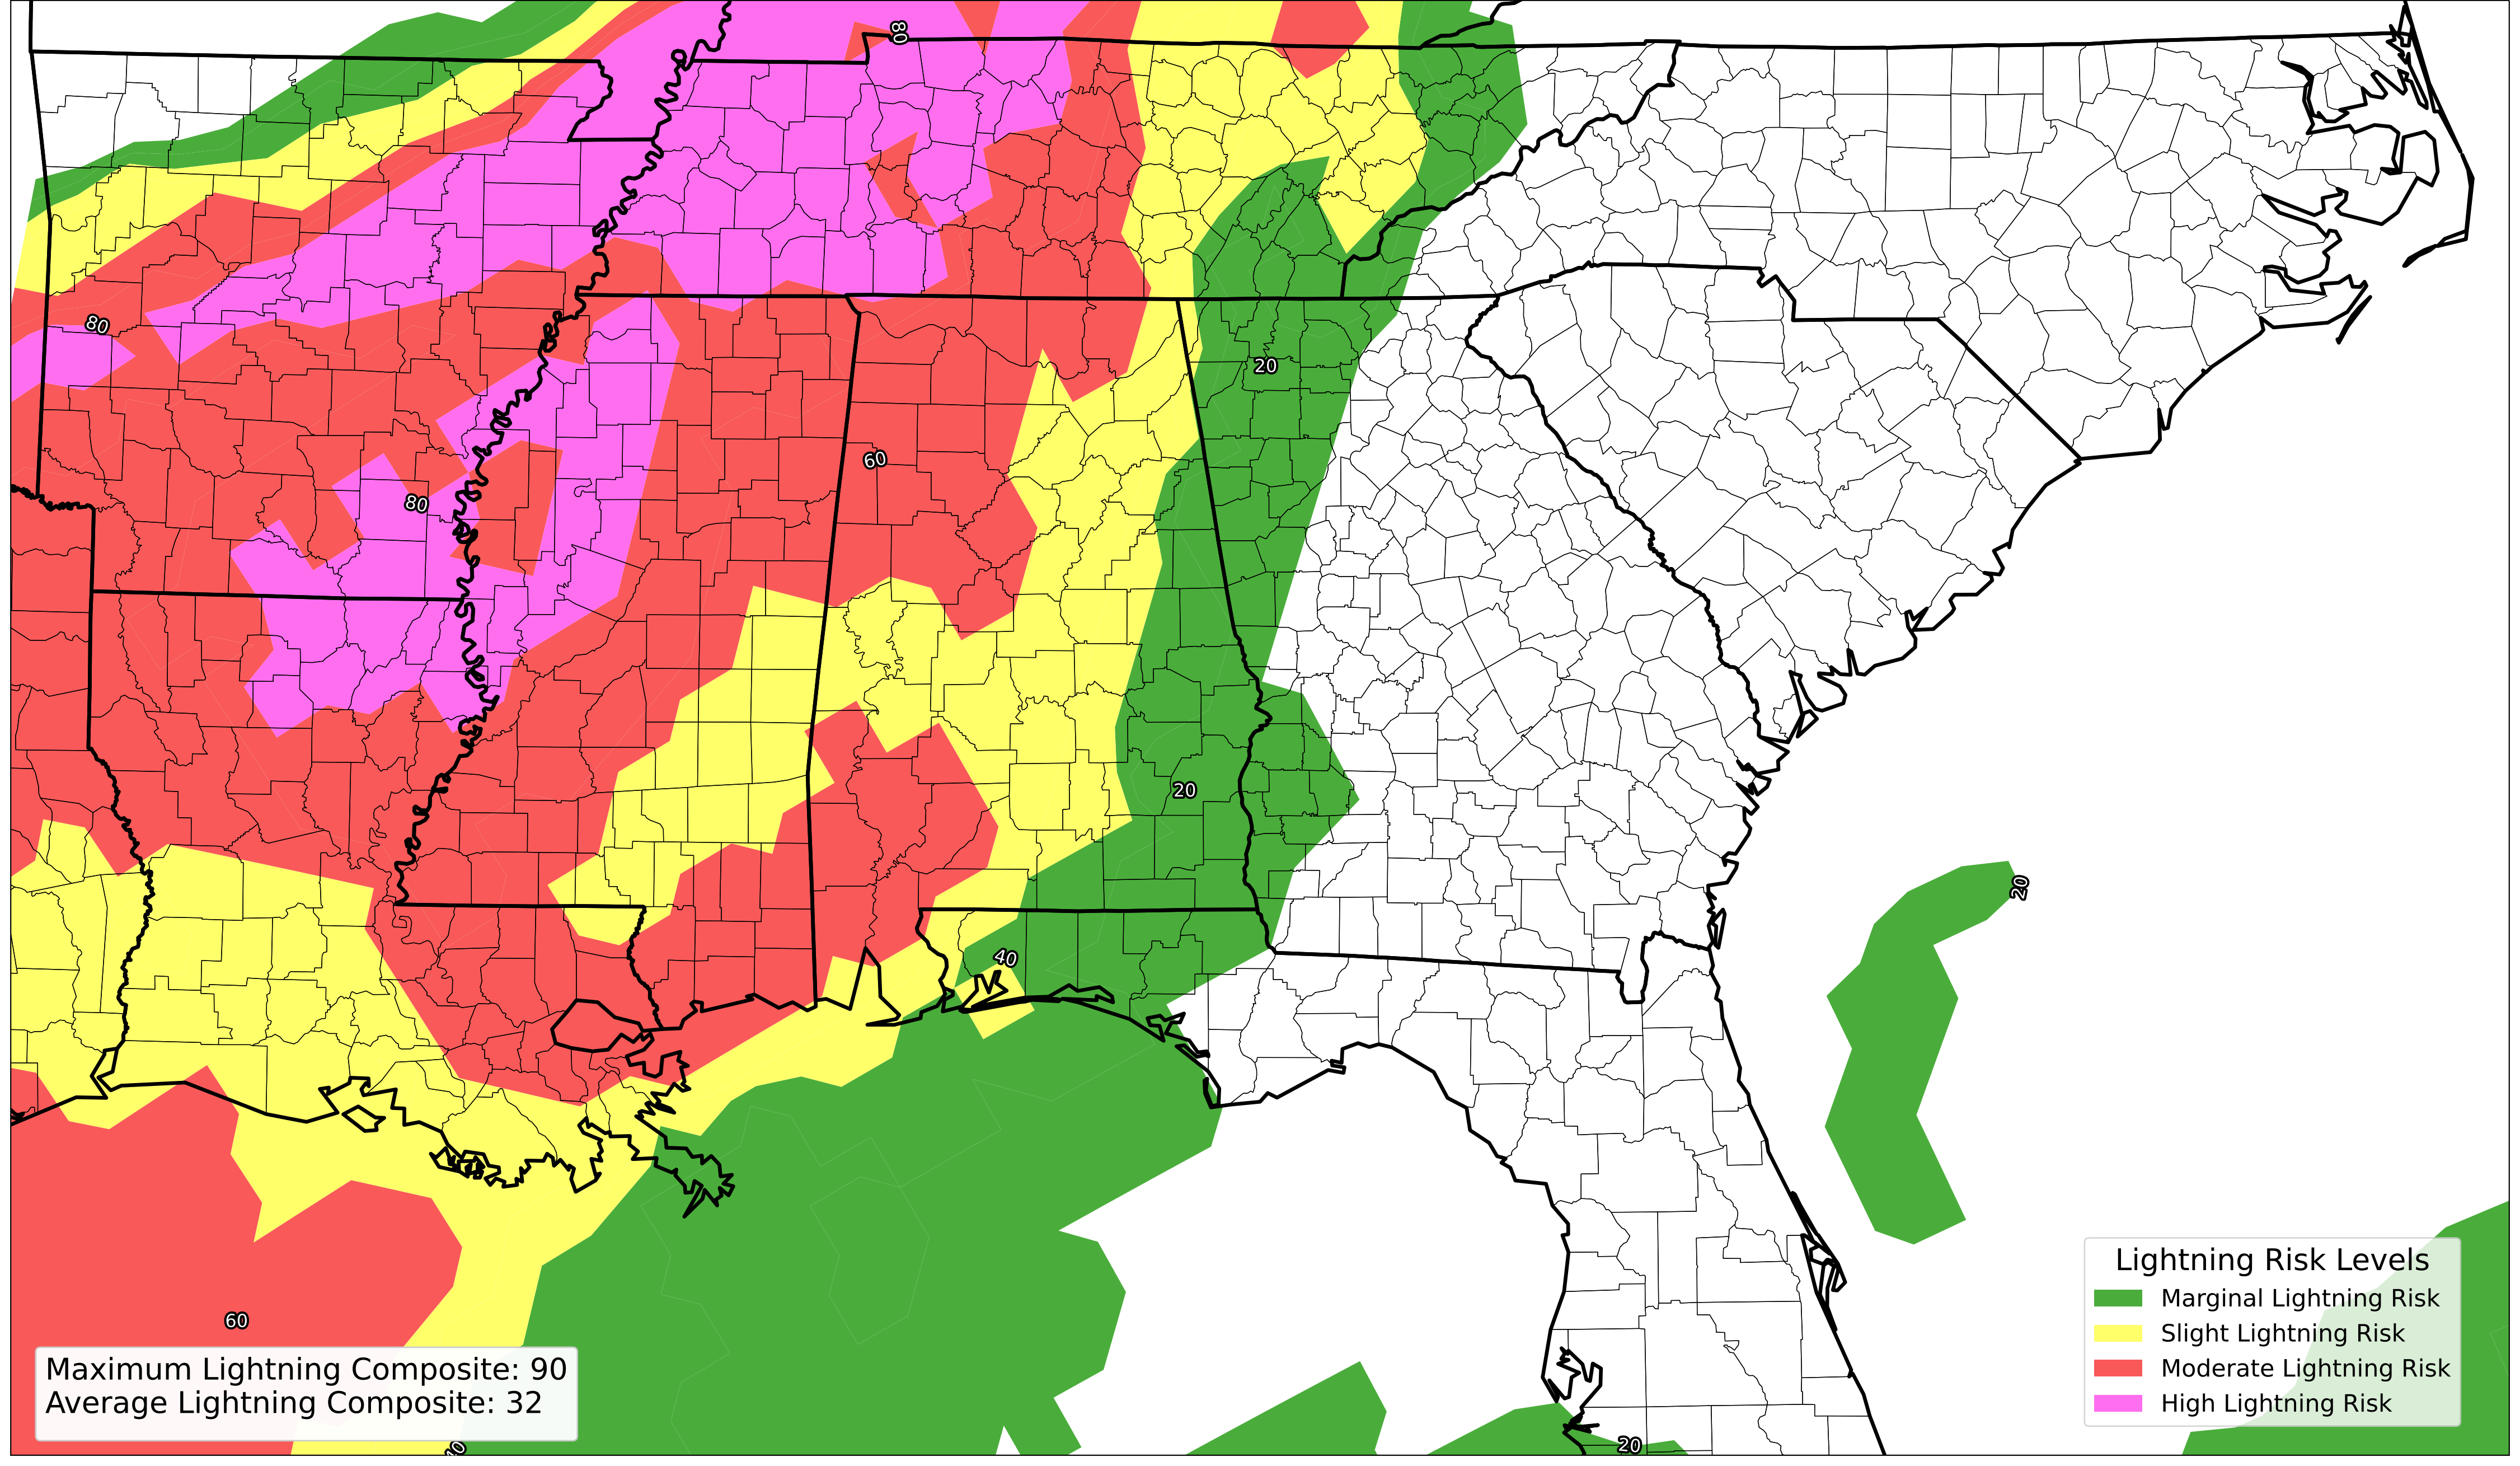 80
80
20
60
80
20
20
40
60
Maximum Lightning Composite: 90
Average Lightning Composite: 32
20
Lightning Risk Levels
Marginal Lightning Risk
Slight Lightning Risk
Moderate Lightning Risk
High Lightning Risk